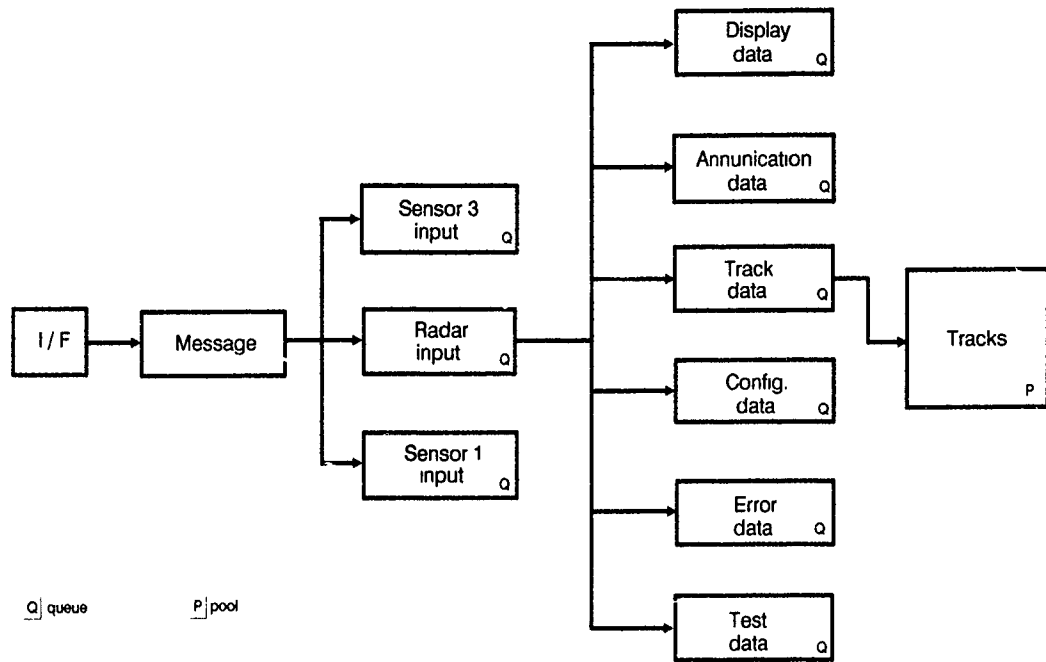 Display
data
Q
Annunication
data
Q
Sensor 3
input
Q
Track
data
Q
I / F
Message
Radar
input
Q
Tracks
P
Config.
data
Q
Sensor 1
input
Q
Error
data
Q
Q queue
P pool
Test
data
Q